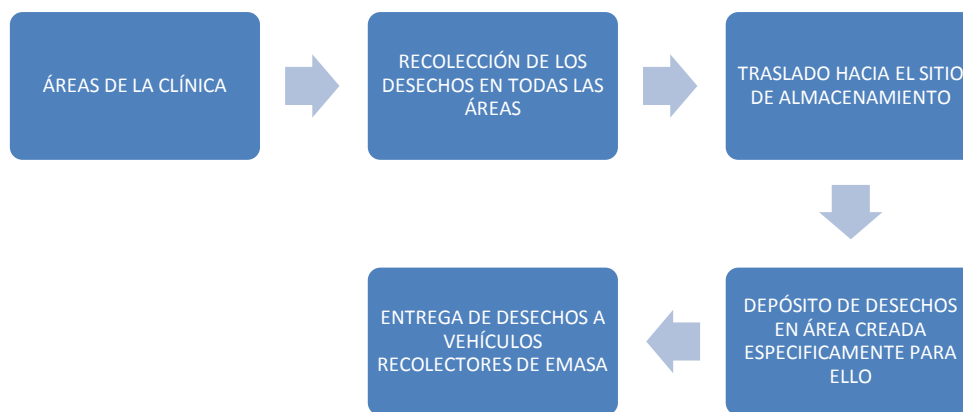 ÁREAS DE LA CLÍNICA
RECOLECCIÓN DE LOS
DESECHOS EN TODAS LAS
ÁREAS
TRASLADO HACIA EL SITIO
DE ALMACENAMIENTO
DEPÓSITO DE DESECHOS
EN ÁREA CREADA
ESPECIFICAMENTE PARA
ELLO
ENTREGA DE DESECHOS A
VEHÍCULOS
RECOLECTORES DE EMASA